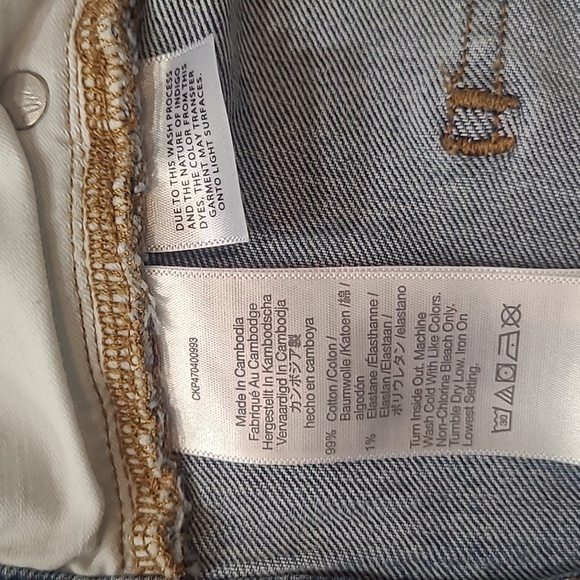 DUE TO THIS WASH PROCESS
AND THE NATURE OF INDIGO
DYES, THE COLOR FROM THIS
GARMENT MAY TRANSFER
ONTO LIGHT SURFACES.
CKP470400993
Made In Cambodia
Fabriqué Au Cambodge
Hergestellt In Kambodscha
Vervaardigd In Cambodja
カンボジア製
hecho en camboya
99% Cotton /Coton /
Baumwolle /Katoen /綿 /
algodón
1% Elastane /Elasthanne /
Elastan /Elastaan /
ポリウレタン /elastano
Turn Inside Out, Machine
Wash Cold With Like Colors.
Non-Chlorine Bleach Only.
Tumble Dry Low. Iron On
Lowest Setting.
30